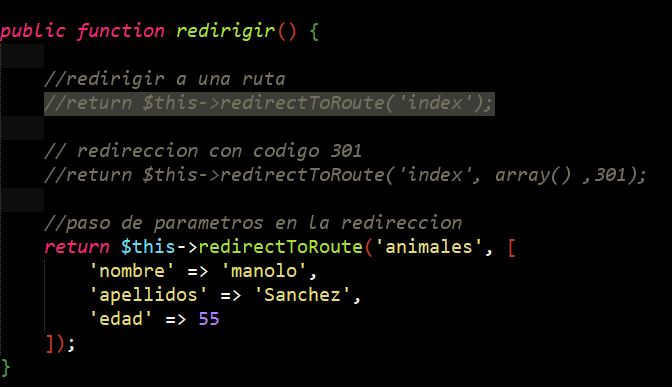 public function redirigir() {
//redirigir a una ruta
//return $this->redirectToRoute('index');
// redireccion con codigo 301
//return $this->redirectToRoute('index', array() ,301);
//paso de parametros en la redireccion
return $this->redirectToRoute('animales', [
'nombre' => 'manolo',
'apellidos' => 'Sanchez',
'edad' => 55
]);
}